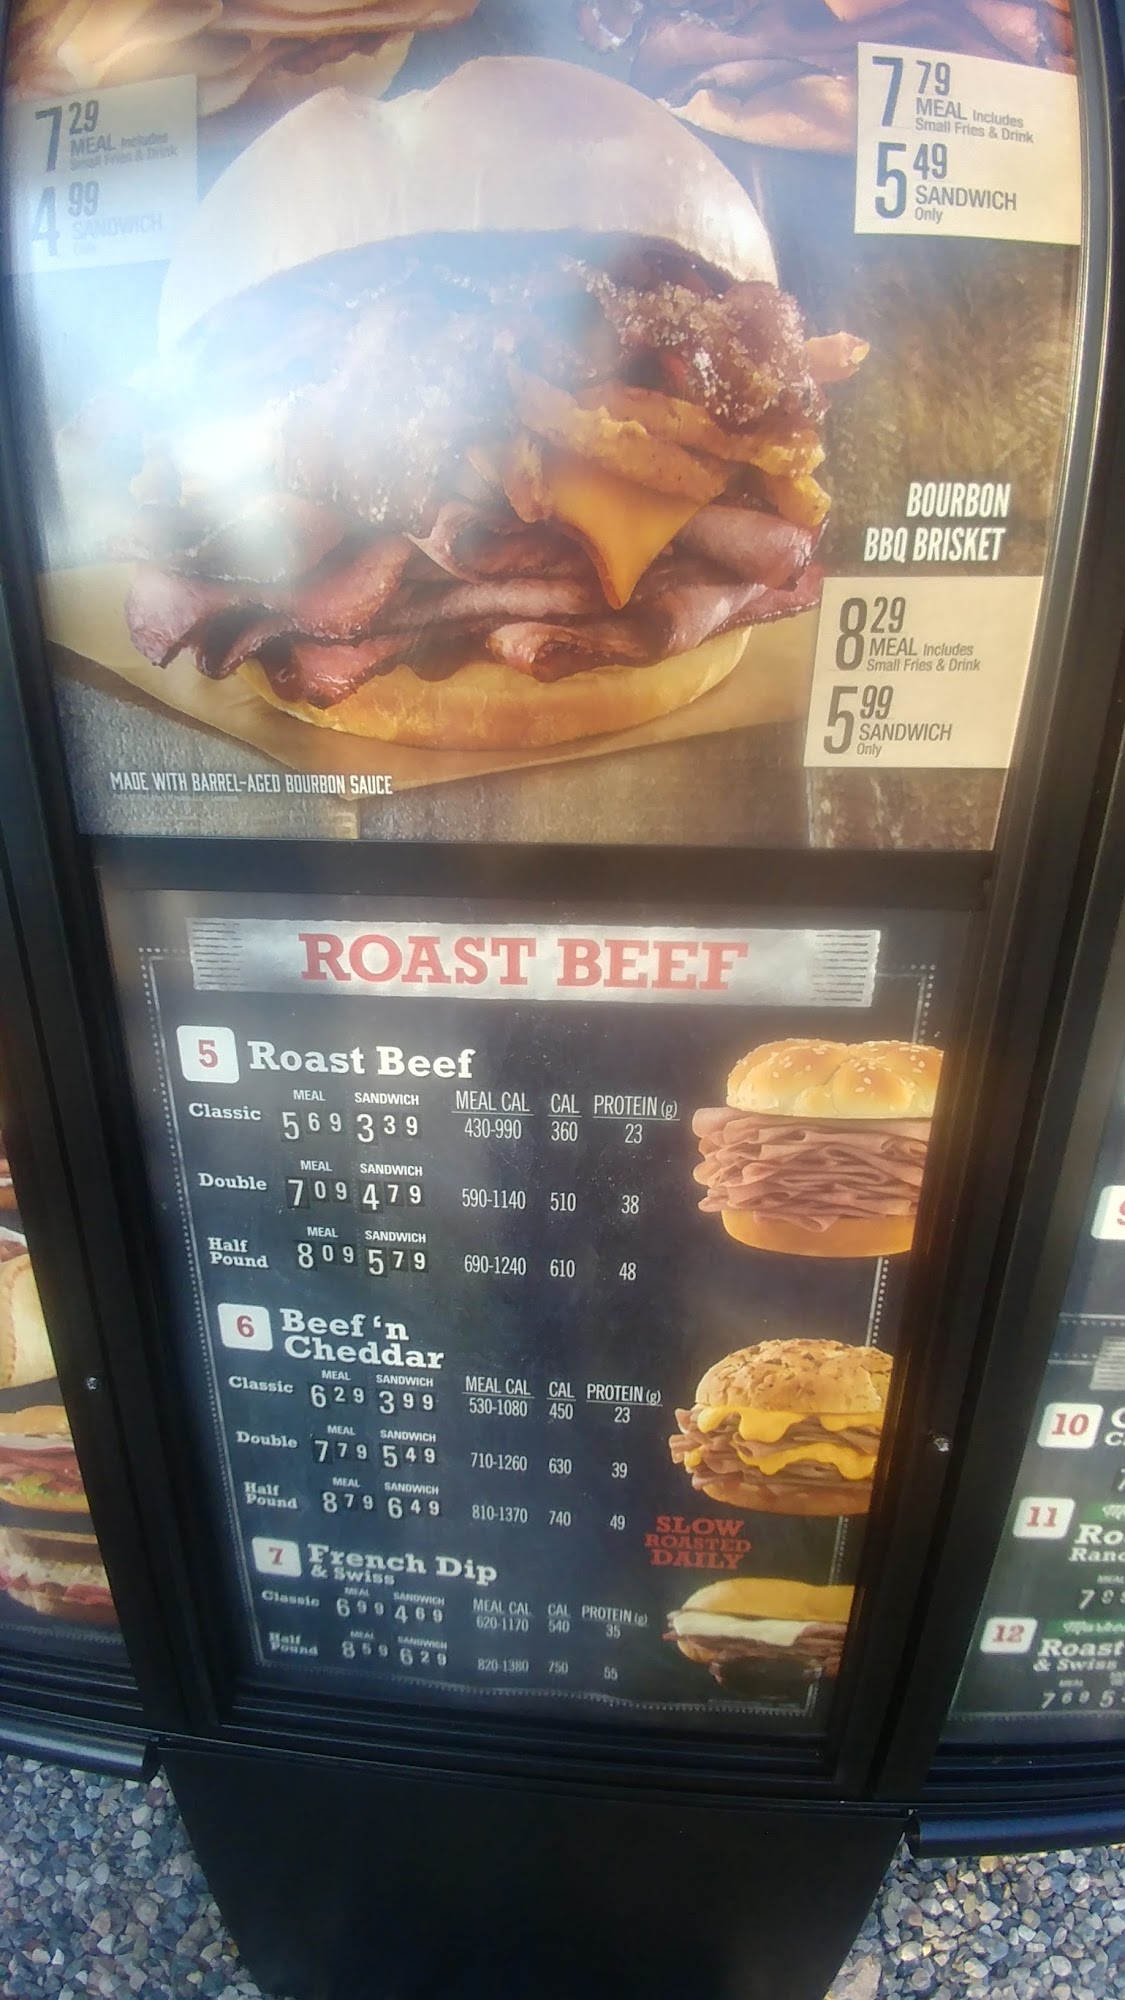 7 29
MEAL Includes
Small Fries & Drink
4 99
SANDWICH
Only
7 79
MEAL Includes
Small Fries & Drink
5 49
SANDWICH
Only
BOURBON
BBQ BRISKET
8 29
MEAL Includes
Small Fries & Drink
5 99
SANDWICH
Only
MADE WITH BARREL-AGED BOURBON SAUCE
ROAST BEEF
5 Roast Beef
MEAL SANDWICH MEAL CAL CAL PROTEIN (g)
Classic 5 69 3 39 430-990 360 23
MEAL SANDWICH
Double 7 09 4 79 590-1140 510 38
MEAL SANDWICH
Half
Pound 8 09 5 79 690-1240 610 48
6 Beef 'n
Cheddar
MEAL SANDWICH MEAL CAL CAL PROTEIN (g)
Classic 6 29 3 99 530-1080 450 23
MEAL SANDWICH
Double 7 79 5 49 710-1260 630 39
MEAL SANDWICH
Half
Pound 8 79 6 49 810-1370 740 49
SLOW
ROASTED
DAILY
7 French Dip
& Swiss
MEAL SANDWICH MEAL CAL CAL PROTEIN (g)
Classic 6 99 4 69 620-1170 540 35
MEAL SANDWICH
Half
Pound 8 59 6 29 820-1380 750 55
10
11
Ro
Ranc
MEAL
12
Roast
& Swiss
7 69 5